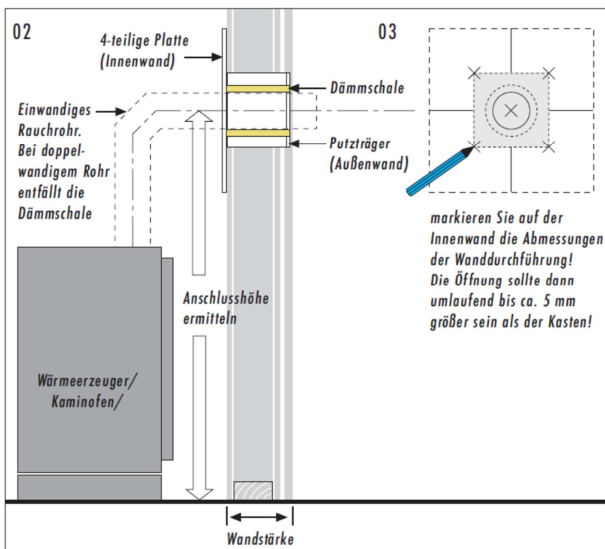 02
4-teilige Platte
(Innenwand)
Einwandiges
Rauchrohr.
Bei doppel-
wandigem Rohr
entfällt die
Dämmschale
Dämmschale
Putzträger
(Außenwand)
Anschlusshöhe
ermitteln
Wärmeerzeuger/
Kaminofen/
Wandstärke
03
markieren Sie auf der
Innenwand die Abmessungen
der Wanddurchführung!
Die Öffnung sollte dann
umlaufend bis ca. 5 mm
größer sein als der Kasten!